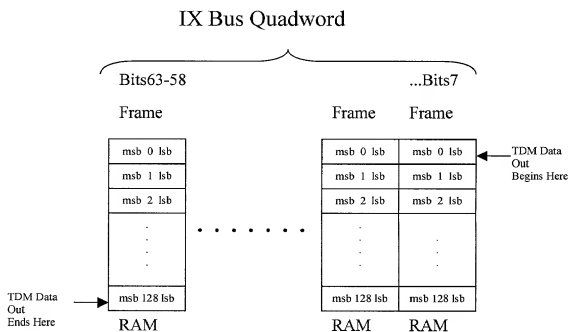 IX Bus Quadword
Bits63-58
...Bits7
Frame
Frame Frame
msb 0 lsb
msb 1 lsb
msb 2 lsb
msb 128 lsb
RAM
msb 0 lsb msb 0 lsb
msb 1 lsb msb 1 lsb
msb 2 lsb msb 2 lsb
msb 128 lsb msb 128 lsb
RAM RAM
TDM Data
Out
Begins Here
TDM Data
Out
Ends Here